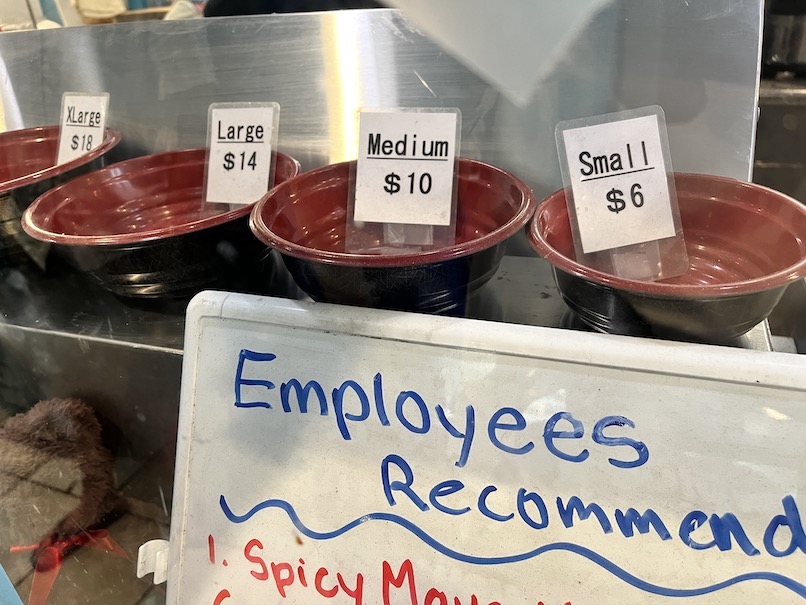 XLarge
$18
Large
$14
Medium
$10
Small
$6
Employees
Recommend
1. Spicy